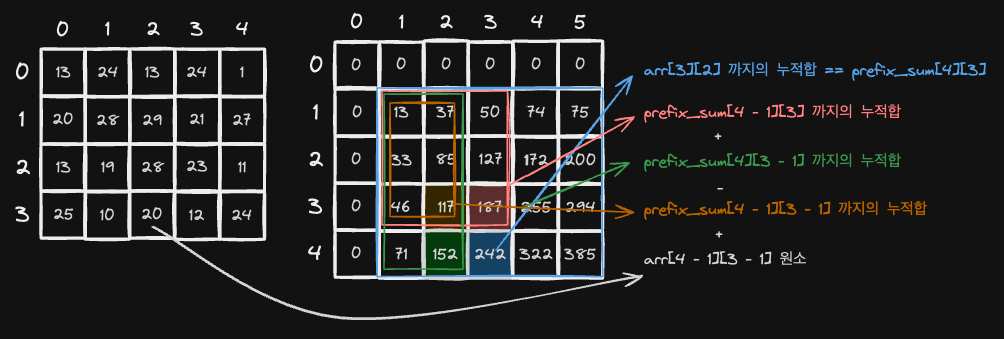 0 1 2 3 4
0 13 24 13 24 1
1 20 28 29 21 27
2 13 19 28 23 11
3 25 10 20 12 24
0 1 2 3 4 5
0 0 0 0 0 0 0
1 0 13 37 50 74 75
2 0 33 85 127 172 200
3 0 46 117 187 255 294
4 0 71 152 242 322 385
arr[3][2] 까지의 누적합 == prefix_sum[4][3]
prefix_sum[4 - 1][3] 까지의 누적합
+
prefix_sum[4][3 - 1] 까지의 누적합
-
prefix_sum[4 - 1][3 - 1] 까지의 누적합
+
arr[4 - 1][3 - 1] 원소